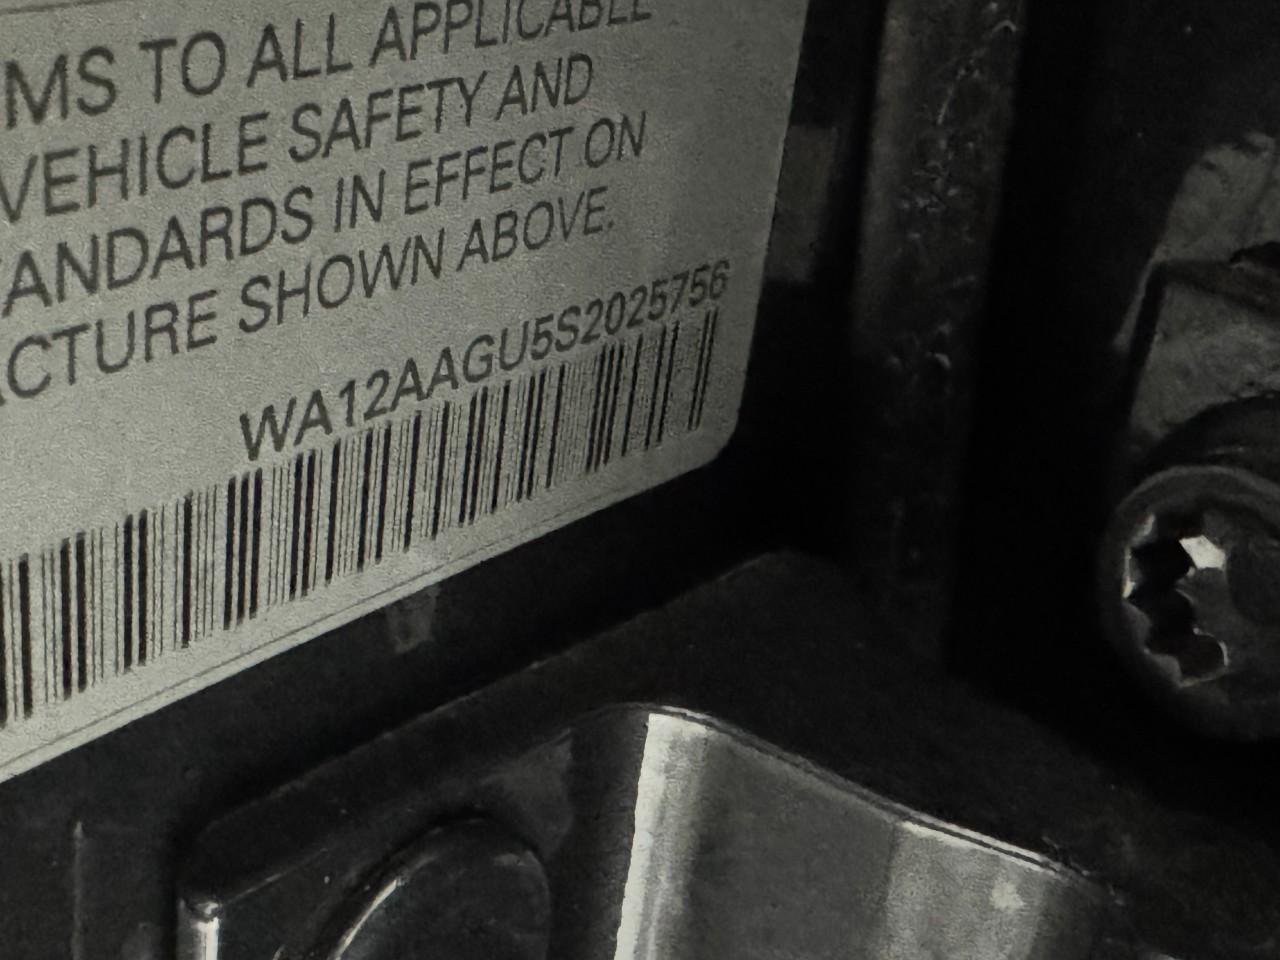 MS TO ALL APPLICABLE
VEHICLE SAFETY AND
ANDARDS IN EFFECT ON
ACTURE SHOWN ABOVE.
WA12AAGU5S2025756